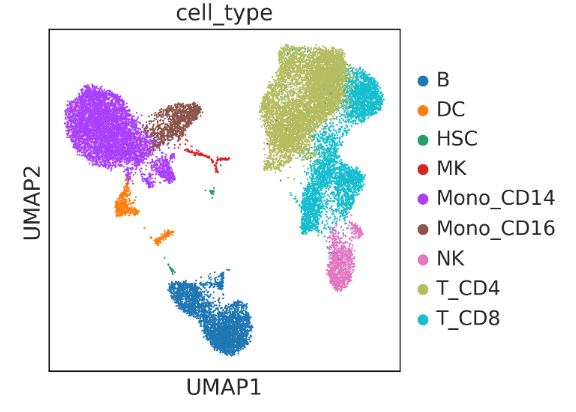 cell_type
UMAP2
UMAP1
B
DC
HSC
MK
Mono_CD14
Mono_CD16
NK
T_CD4
T_CD8